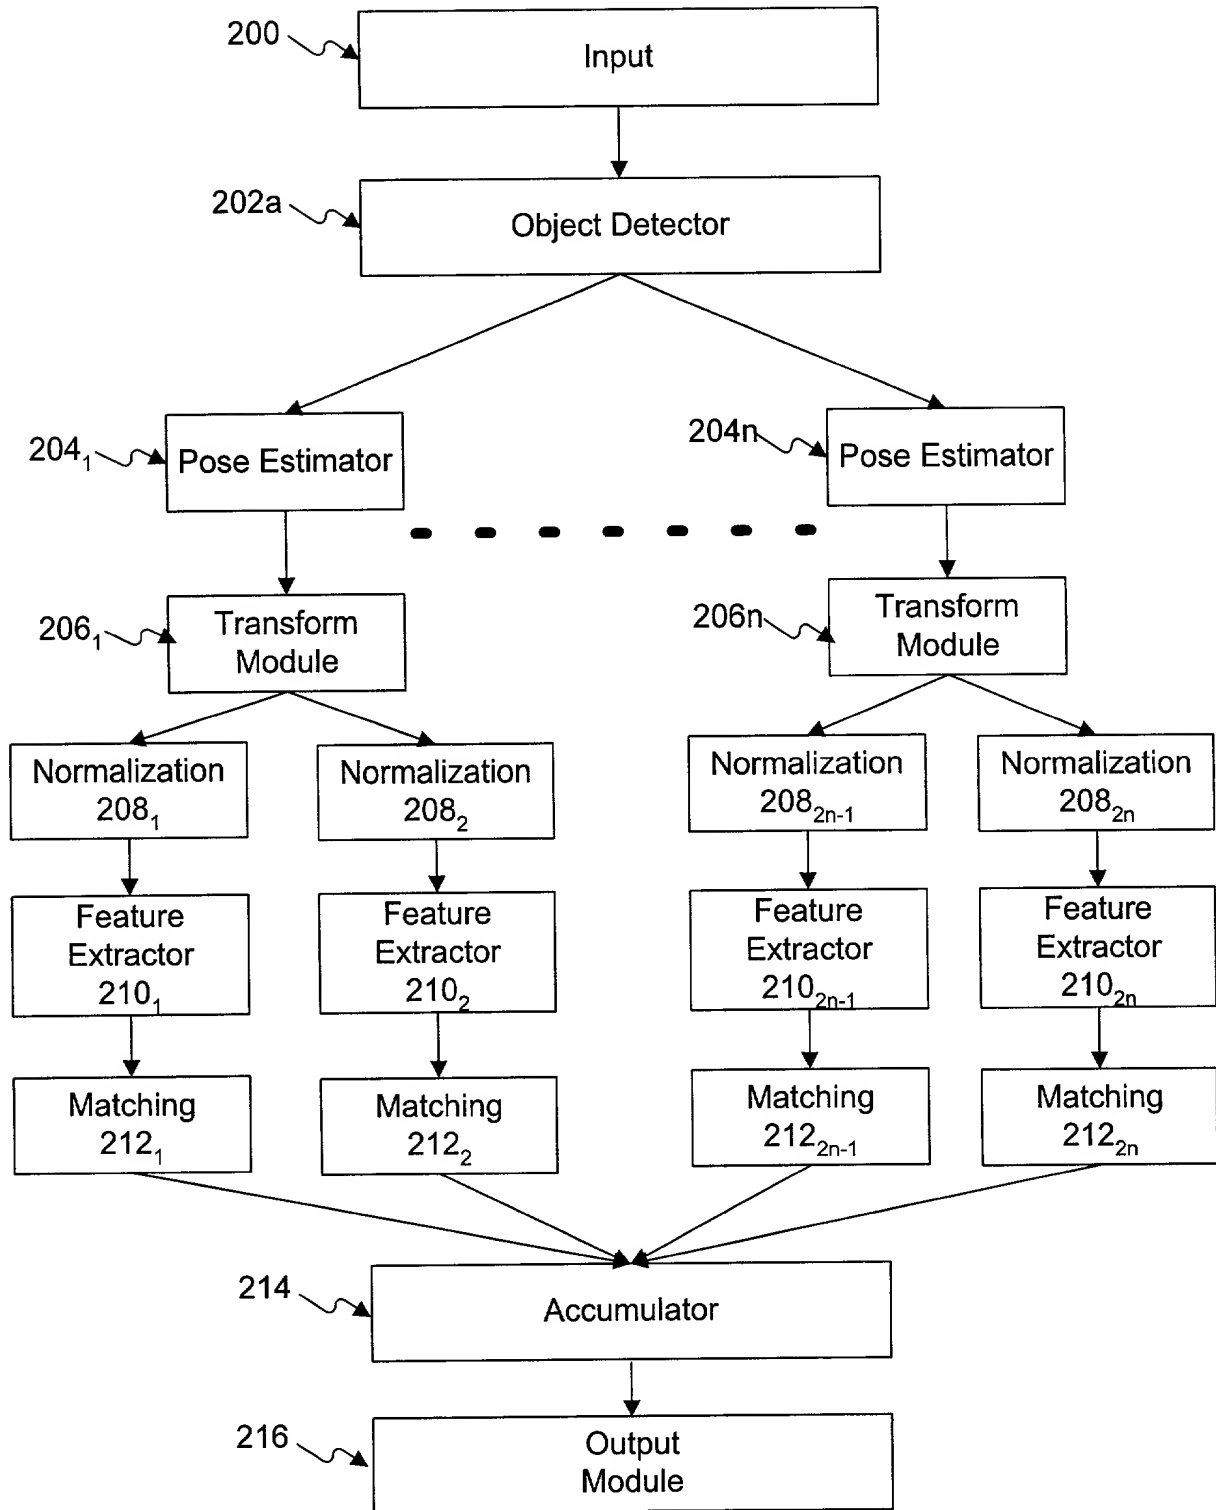 200
Input
202a
Object Detector
204₁
Pose Estimator
204n
Pose Estimator
206₁
Transform
Module
206n
Transform
Module
Normalization
208₁
Normalization
208₂
Normalization
208₂ₙ₋₁
Normalization
208₂ₙ
Feature
Extractor
210₁
Feature
Extractor
210₂
Feature
Extractor
210₂ₙ₋₁
Feature
Extractor
210₂ₙ
Matching
212₁
Matching
212₂
Matching
212₂ₙ₋₁
Matching
212₂ₙ
214
Accumulator
216
Output
Module